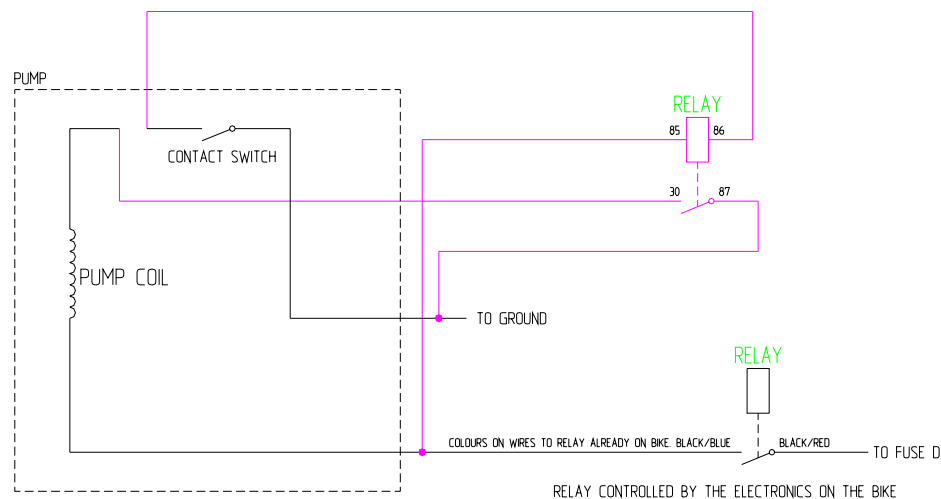 PUMP
RELAY
85
86
CONTACT SWITCH
30
87
PUMP COIL
TO GROUND
RELAY
COLOURS ON WIRES TO RELAY ALREADY ON BIKE. BLACK/BLUE
BLACK/RED
TO FUSE D
RELAY CONTROLLED BY THE ELECTRONICS ON THE BIKE